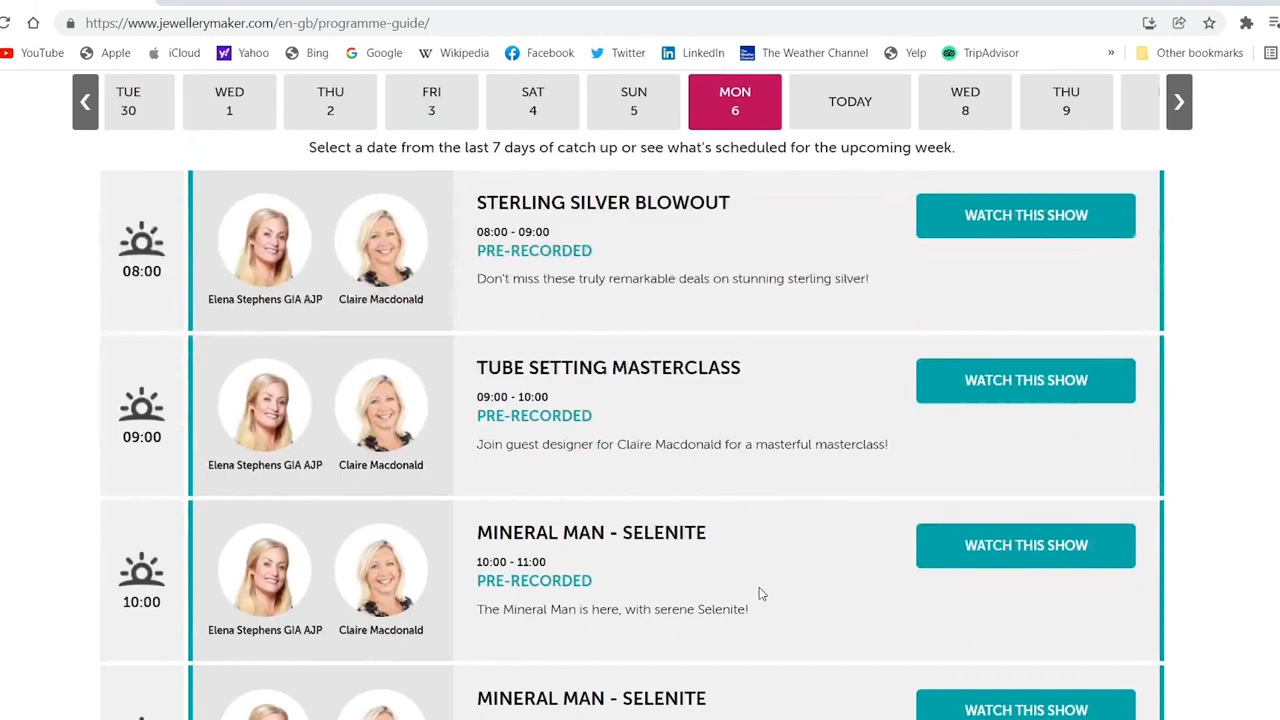 https://www.jewellerymaker.com/en-gb/programme-guide/
YouTube Apple iCloud Yahoo Bing Google Wikipedia Facebook Twitter LinkedIn The Weather Channel Yelp TripAdvisor » Other bookmarks
TUE WED THU FRI SAT SUN MON TODAY WED THU
30 1 2 3 4 5 6 8 9
Select a date from the last 7 days of catch up or see what's scheduled for the upcoming week.
STERLING SILVER BLOWOUT
WATCH THIS SHOW
08:00 - 09:00
PRE-RECORDED
08:00
Don't miss these truly remarkable deals on stunning sterling silver!
Elena Stephens GIA AJP Claire Macdonald
TUBE SETTING MASTERCLASS
WATCH THIS SHOW
09:00 - 10:00
PRE-RECORDED
09:00
Join guest designer for Claire Macdonald for a masterful masterclass!
Elena Stephens GIA AJP Claire Macdonald
MINERAL MAN - SELENITE
WATCH THIS SHOW
10:00 - 11:00
PRE-RECORDED
10:00
The Mineral Man is here, with serene Selenite!
Elena Stephens GIA AJP Claire Macdonald
MINERAL MAN - SELENITE
WATCH THIS SHOW